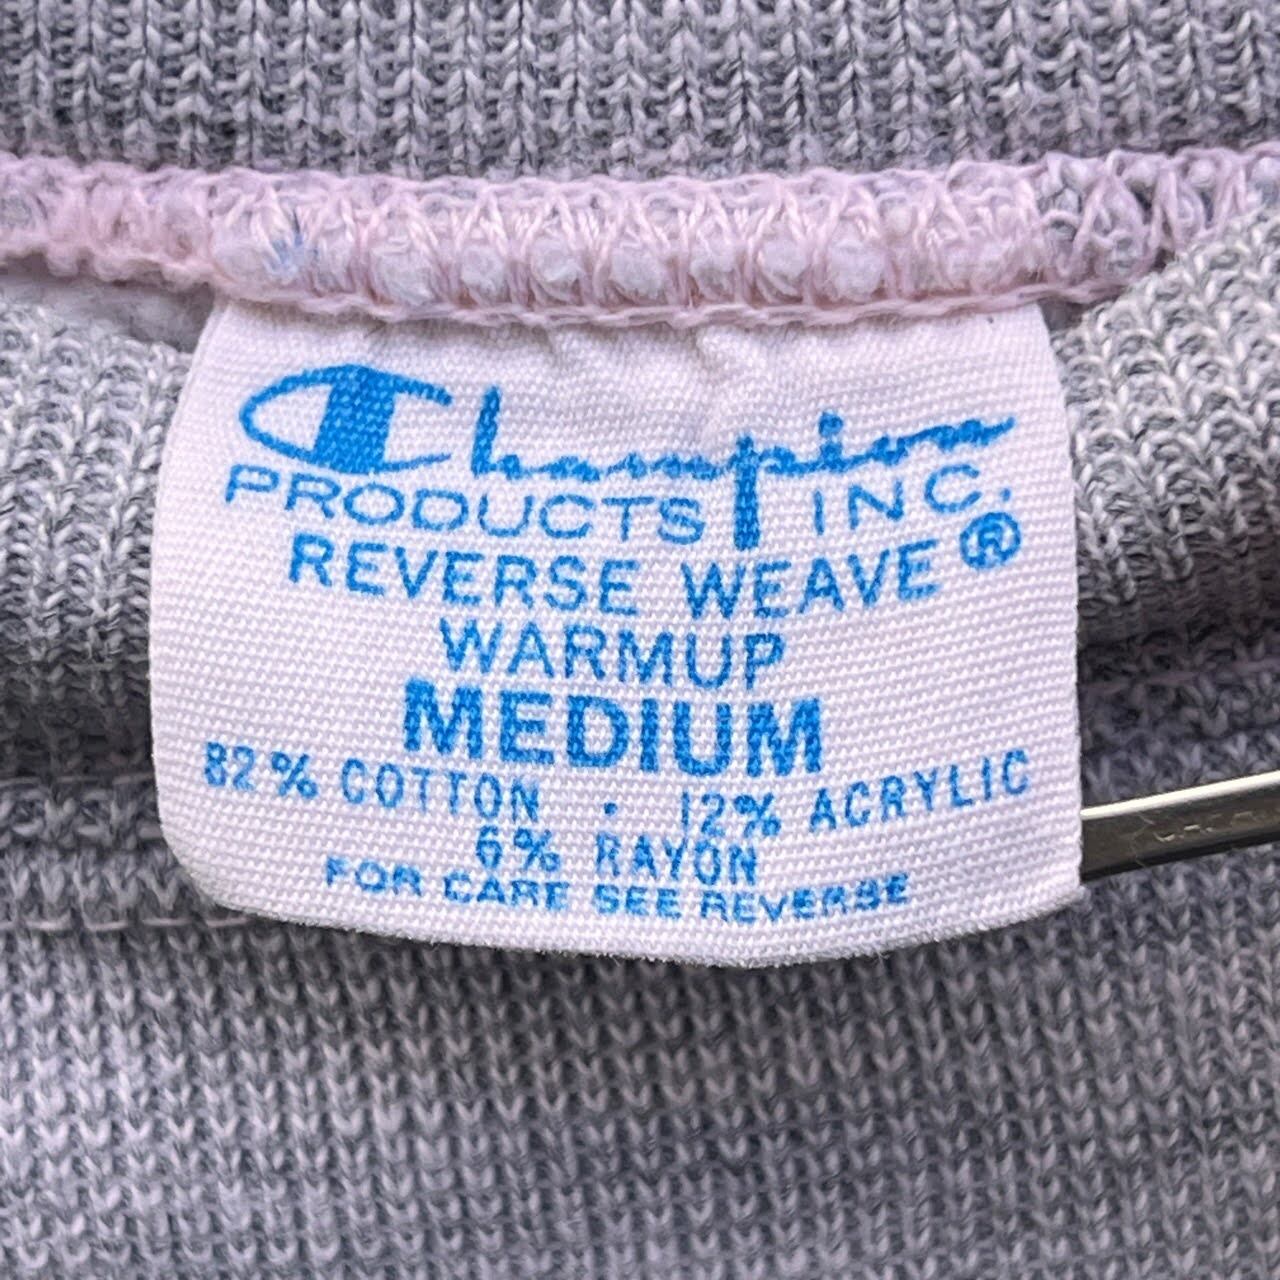 Champion
PRODUCTS INC.
REVERSE WEAVE®
WARMUP
MEDIUM
82% COTTON · 12% ACRYLIC
6% RAYON
FOR CARE SEE REVERSE